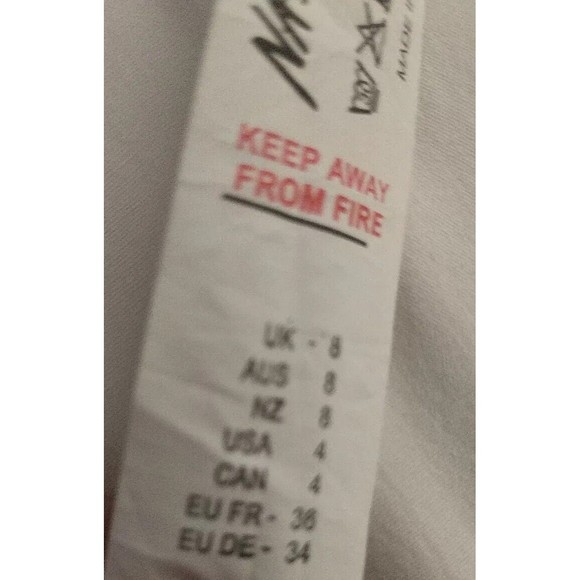 KEEP AWAY
FROM FIRE
UK - 8
AUS 8
NZ 8
USA 4
CAN 4
EU FR - 36
EU DE - 34
MADE